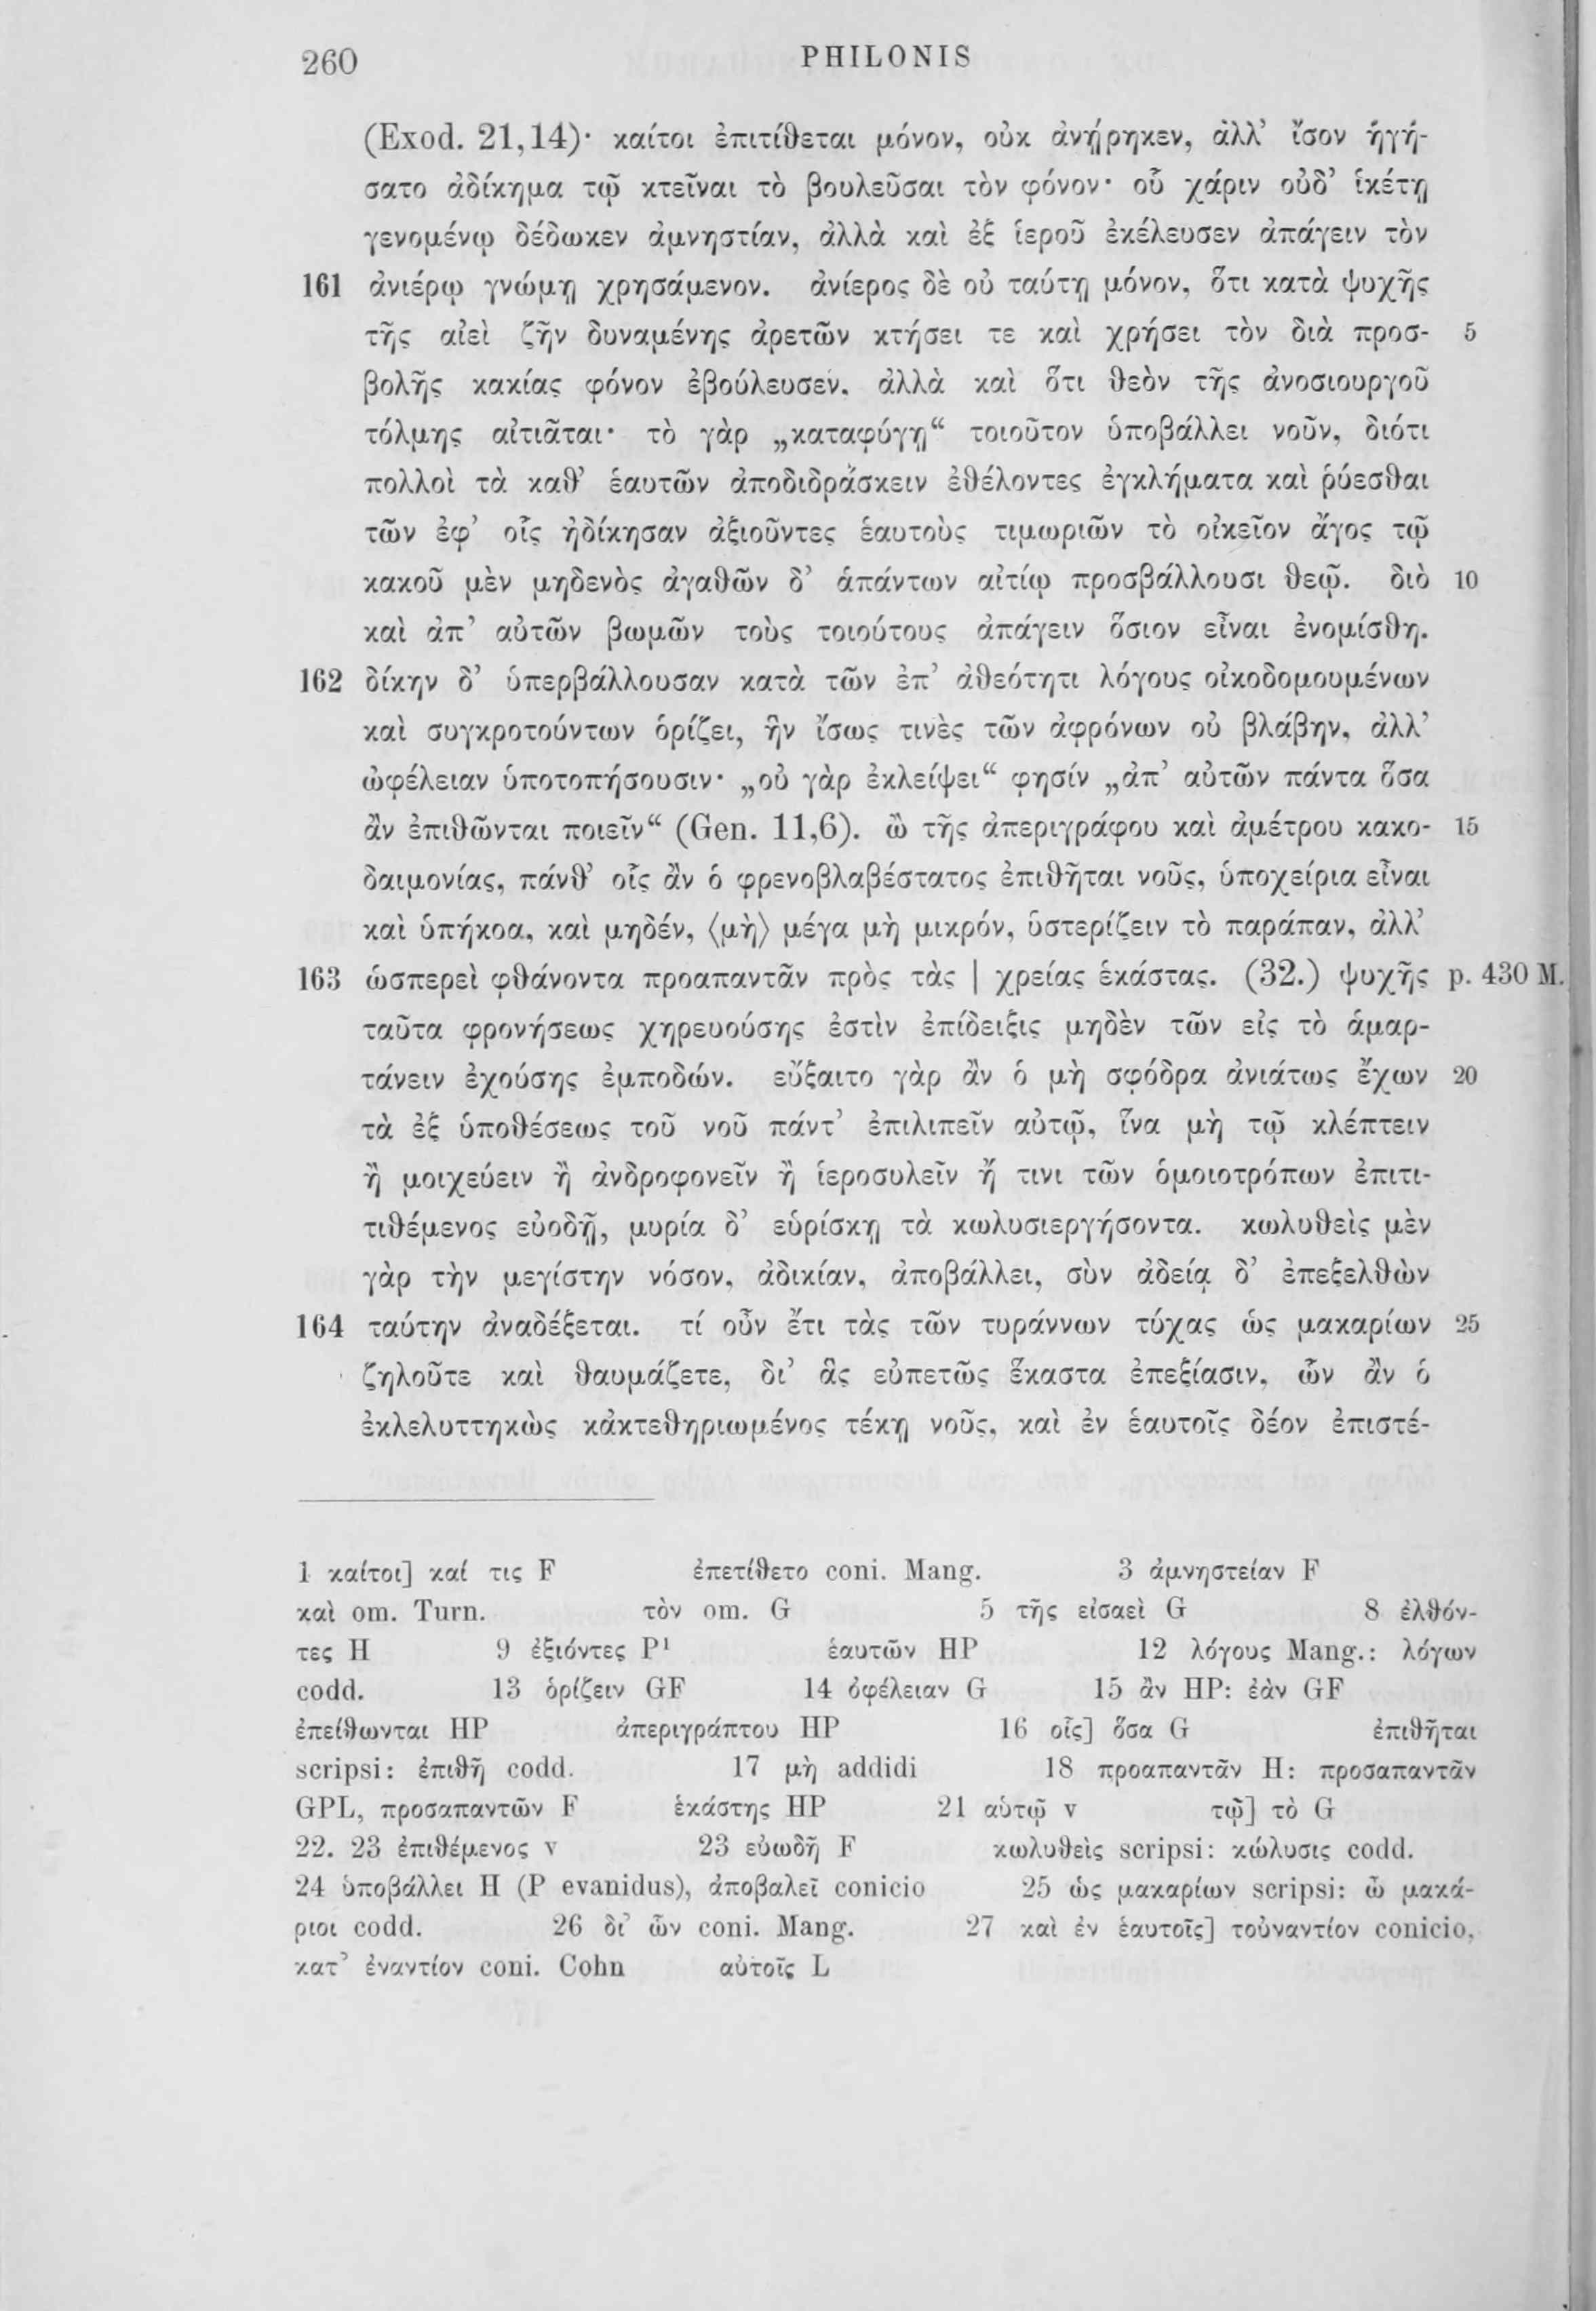 260 PHILONIS
(Exod. 21,14)· καίτοι ἐπιτίθεται μόνον, οὐκ ἀνῄρηκεν, ἀλλ’ ἴσον ἡγή-
σατο ἀδίκημα τῷ κτεῖναι τὸ βουλεῦσαι τὸν φόνον· οὗ χάριν οὐδ’ ἱκέτῃ
γενομένῳ δέδωκεν ἀμνηστίαν, ἀλλὰ καὶ ἐξ ἱεροῦ ἐκέλευσεν ἀπάγειν τὸν
161 ἀνιέρῳ γνώμῃ χρησάμενον. ἀνίερος δὲ οὐ ταύτῃ μόνον, ὅτι κατὰ ψυχῆς
τῆς αἰεὶ ζῆν δυναμένης ἀρετῶν κτήσει τε καὶ χρήσει τὸν διὰ προσ- 5
βολῆς κακίας φόνον ἐβούλευσεν, ἀλλὰ καὶ ὅτι θεὸν τῆς ἀνοσιουργοῦ
τόλμης αἰτιᾶται· τὸ γὰρ „καταφύγῃ“ τοιοῦτον ὑποβάλλει νοῦν, διότι
πολλοὶ τὰ καθ’ ἑαυτῶν ἀποδιδράσκειν ἐθέλοντες ἐγκλήματα καὶ ῥύεσθαι
τῶν ἐφ’ οἷς ἠδίκησαν ἀξιοῦντες ἑαυτοὺς τιμωριῶν τὸ οἰκεῖον ἄγος τῷ
κακοῦ μὲν μηδενὸς ἀγαθῶν δ’ ἁπάντων αἰτίῳ προσβάλλουσι θεῷ. διὸ 10
καὶ ἀπ’ αὐτῶν βωμῶν τοὺς τοιούτους ἀπάγειν ὅσιον εἶναι ἐνομίσθη.
162 δίκην δ’ ὑπερβάλλουσαν κατὰ τῶν ἐπ’ ἀθεότητι λόγους οἰκοδομουμένων
καὶ συγκροτούντων ὁρίζει, ἣν ἴσως τινὲς τῶν ἀφρόνων οὐ βλάβην, ἀλλ’
ὠφέλειαν ὑποτοπήσουσιν· „οὐ γὰρ ἐκλείψει“ φησίν „ἀπ’ αὐτῶν πάντα ὅσα
ἂν ἐπιθῶνται ποιεῖν“ (Gen. 11,6). ὢ τῆς ἀπεριγράφου καὶ ἀμέτρου κακο- 15
δαιμονίας, πάνθ’ οἷς ἂν ὁ φρενοβλαβέστατος ἐπιθῆται νοῦς, ὑποχείρια εἶναι
καὶ ὑπήκοα, καὶ μηδέν, ⟨μὴ⟩ μέγα μὴ μικρόν, ὑστερίζειν τὸ παράπαν, ἀλλ’
163 ὡσπερεὶ φθάνοντα προαπαντᾶν πρὸς τὰς | χρείας ἑκάστας. (32.) ψυχῆς p. 430 M.
ταῦτα φρονήσεως χηρευούσης ἐστὶν ἐπίδειξις μηδὲν τῶν εἰς τὸ ἁμαρ-
τάνειν ἐχούσης ἐμποδών. εὔξαιτο γὰρ ἂν ὁ μὴ σφόδρα ἀνιάτως ἔχων 20
τὰ ἐξ ὑποθέσεως τοῦ νοῦ πάντ’ ἐπιλιπεῖν αὐτῷ, ἵνα μὴ τῷ κλέπτειν
ἢ μοιχεύειν ἢ ἀνδροφονεῖν ἢ ἱεροσυλεῖν ἤ τινι τῶν ὁμοιοτρόπων ἐπιτι-
τιθέμενος εὐοδῇ, μυρία δ’ εὑρίσκῃ τὰ κωλυσιεργήσοντα. κωλυθεὶς μὲν
γὰρ τὴν μεγίστην νόσον, ἀδικίαν, ἀποβάλλει, σὺν ἀδείᾳ δ’ ἐπεξελθὼν
164 ταύτην ἀναδέξεται. τί οὖν ἔτι τὰς τῶν τυράννων τύχας ὡς μακαρίων 25
ζηλοῦτε καὶ θαυμάζετε, δι’ ἃς εὐπετῶς ἕκαστα ἐπεξίασιν, ὧν ἂν ὁ
ἐκλελυττηκὼς κἀκτεθηριωμένος τέκῃ νοῦς, καὶ ἐν ἑαυτοῖς δέον ἐπιστέ-
1 καίτοι] καί τις F ἐπετίθετο coni. Mang. 3 ἀμνηστείαν F
καὶ om. Turn. τὸν om. G 5 τῆς εἰσαεὶ G 8 ἐλθόν-
τες H 9 ἐξιόντες P¹ ἑαυτῶν HP 12 λόγους Mang.: λόγων
codd. 13 ὁρίζειν GF 14 ὀφέλειαν G 15 ἂν HP: ἐὰν GF
ἐπείθωνται HP ἀπεριγράπτου HP 16 οἷς] ὅσα G ἐπιθῆται
scripsi: ἐπιθῆ codd. 17 μὴ addidi 18 προαπαντᾶν H: προσαπαντᾶν
GPL, προσαπαντῶν F ἑκάστης HP 21 αὑτῷ v τῷ] τὸ G
22. 23 ἐπιθέμενος v 23 εὐωδῆ F κωλυθεὶς scripsi: κώλυσις codd.
24 ὑποβάλλει H (P evanidus), ἀποβαλεῖ conicio 25 ὡς μακαρίων scripsi: ὦ μακά-
ριοι codd. 26 δι’ ὧν coni. Mang. 27 καὶ ἐν ἑαυτοῖς] τοὐναντίον conicio,
κατ’ ἐναντίον coni. Cohn αὐτοῖς L